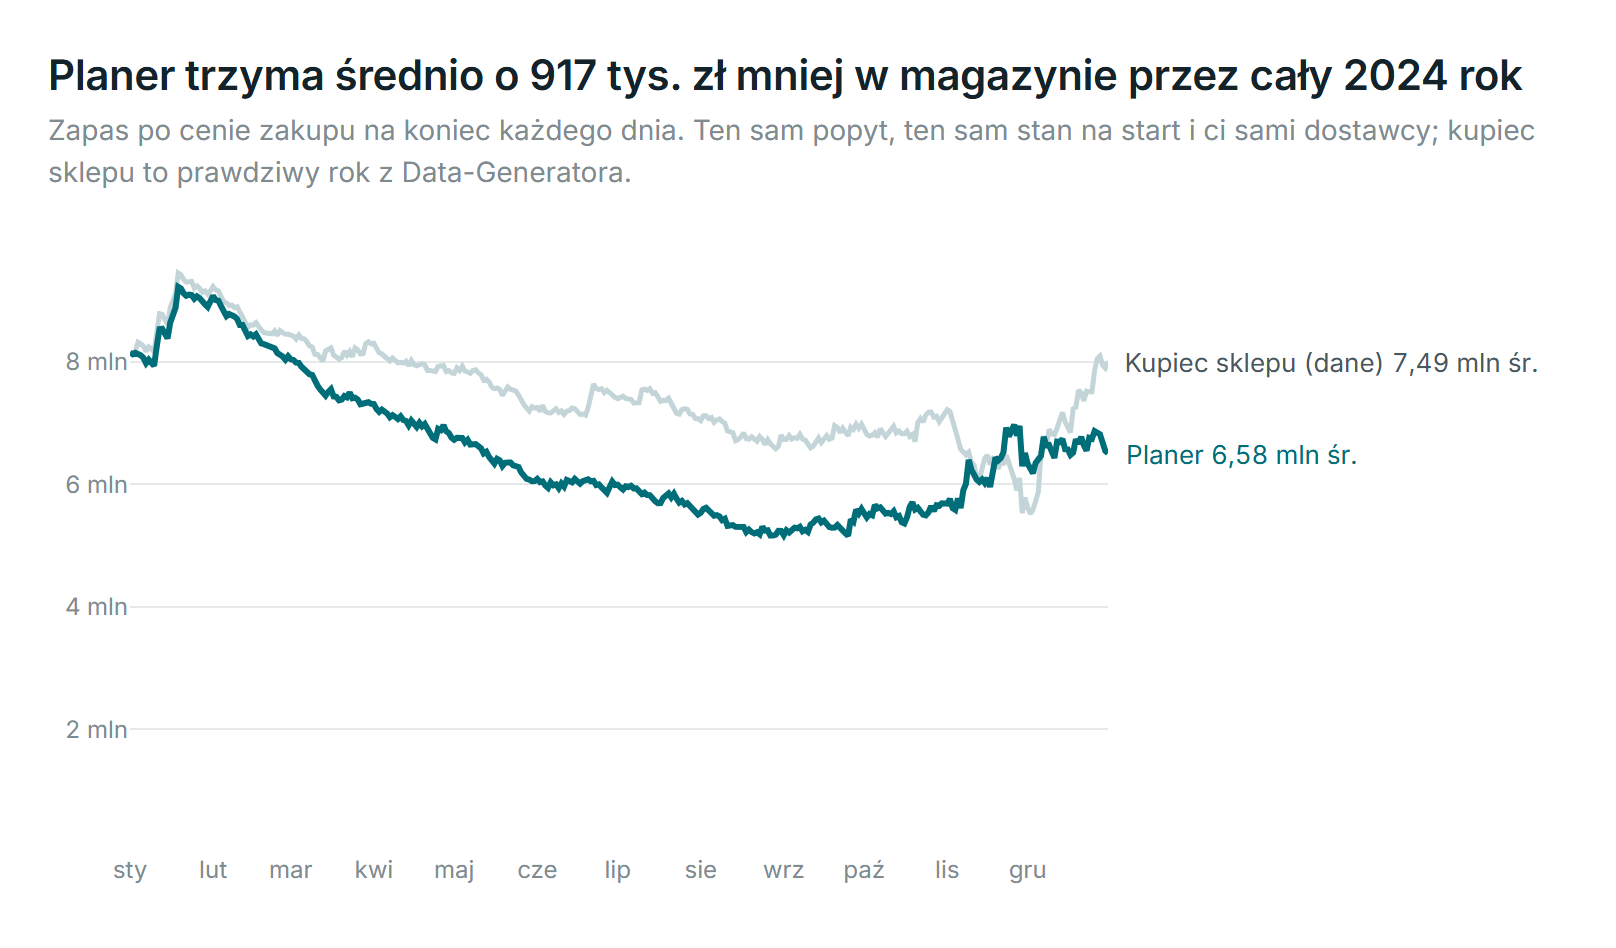 Planer trzyma średnio o 917 tys. zł mniej w magazynie przez cały 2024 rok
Zapas po cenie zakupu na koniec każdego dnia. Ten sam popyt, ten sam stan na start i ci sami dostawcy; kupiec
sklepu to prawdziwy rok z Data-Generatora.
8 mln
Kupiec sklepu (dane) 7,49 mln śr.
Planer 6,58 mln śr.
6 mln
4 mln
2 mln
sty lut mar kwi maj cze lip sie wrz paź lis gru